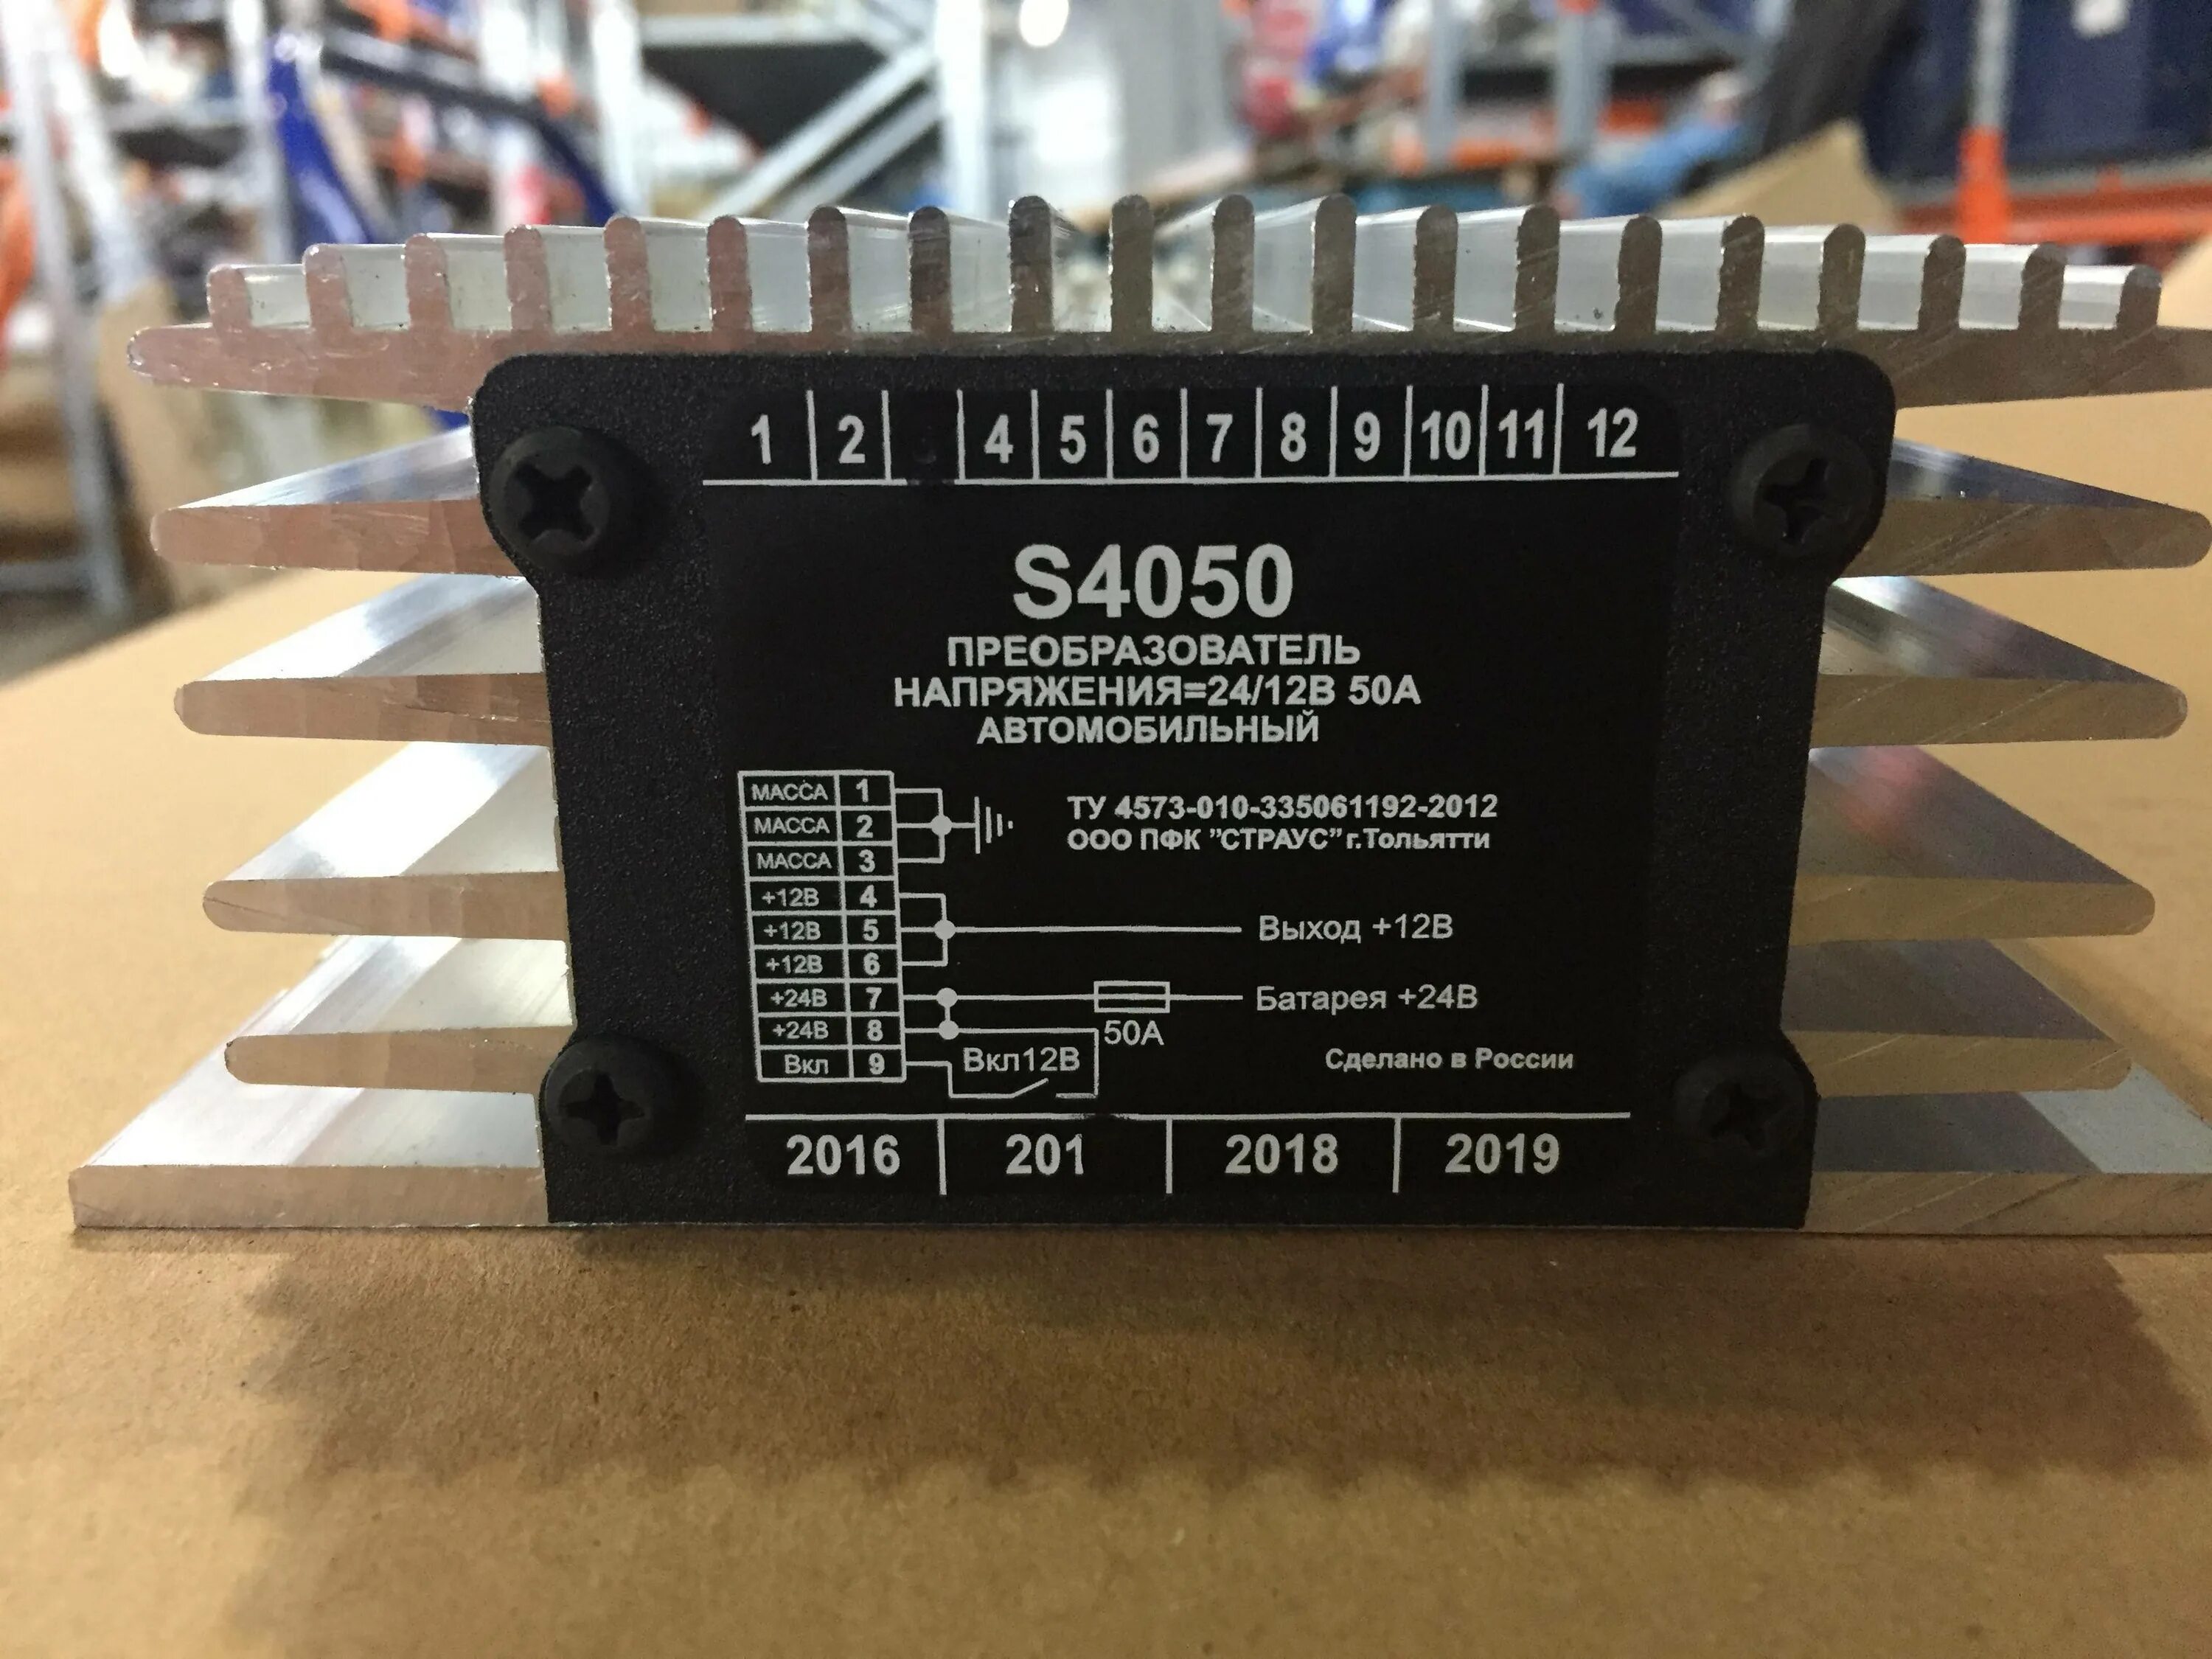 1 2 4 5 6 7 8 9 10 11 12
S4050
ПРЕОБРАЗОВАТЕЛЬ
НАПРЯЖЕНИЯ=24/12В 50А
АВТОМОБИЛЬНЫЙ
МАССА 1
МАССА 2
МАССА 3
+12В 4
+12В 5
+12В 6
+24В 7
+24В 8
Вкл 9
ТУ 4573-010-335061192-2012
ООО ПФК "СТРАУС" г.Тольятти
Выход +12В
Батарея +24В
50А
Вкл12В
Сделано в России
2016 201 2018 2019